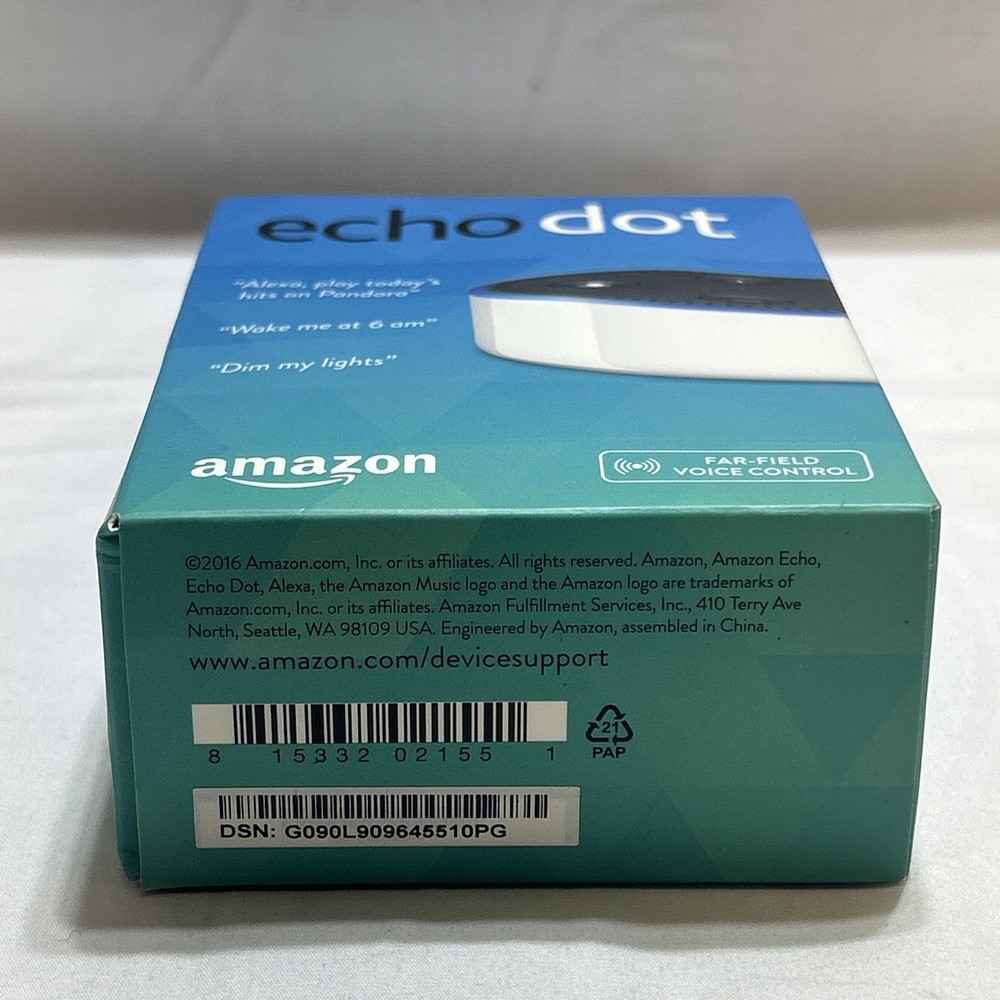 echo dot
“Alexa, play today’s
hits on Pandora”
“Wake me at 6 am”
“Dim my lights”
amazon
FAR-FIELD
VOICE CONTROL
©2016 Amazon.com, Inc. or its affiliates. All rights reserved. Amazon, Amazon Echo,
Echo Dot, Alexa, the Amazon Music logo and the Amazon logo are trademarks of
Amazon.com, Inc. or its affiliates. Amazon Fulfillment Services, Inc., 410 Terry Ave
North, Seattle, WA 98109 USA. Engineered by Amazon, assembled in China.
www.amazon.com/devicesupport
8 15332 02155 1
21
PAP
DSN: G090L909645510PG